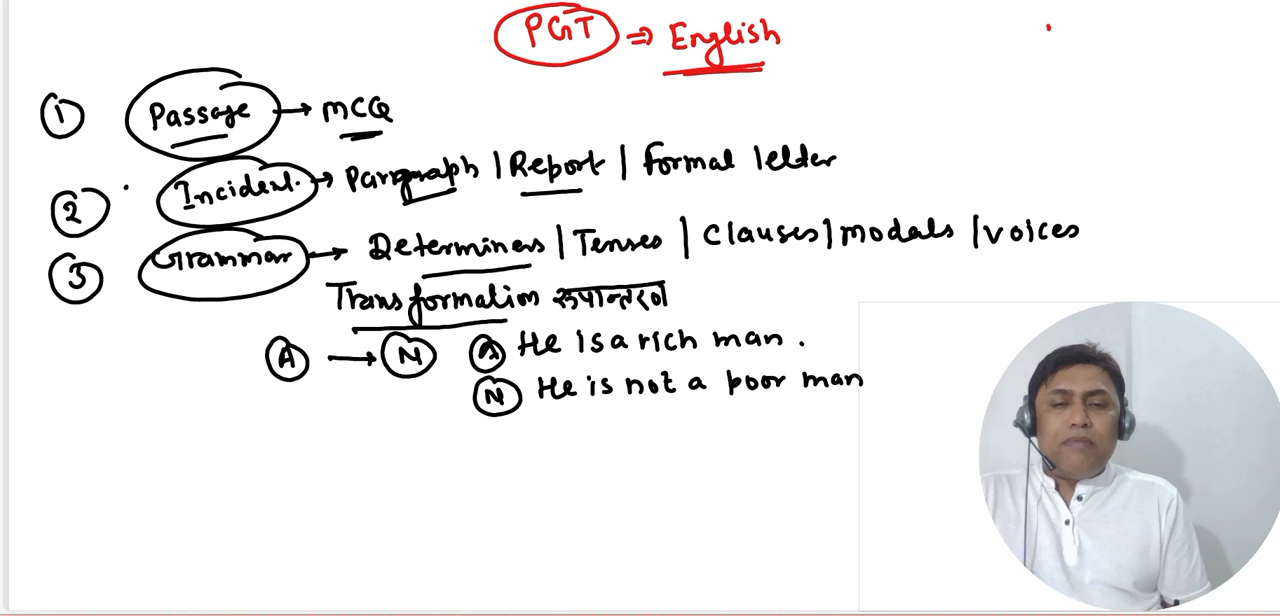 PGT ⇒ English
① Passage → MCQ
② Incident. → Paragraph | Report | Formal letter
③ Grammar → Determiners | Tenses | Clauses | modals | voices
Transformation रूपान्तरण
Ⓐ → Ⓝ Ⓐ He is a rich man.
Ⓝ He is not a poor man